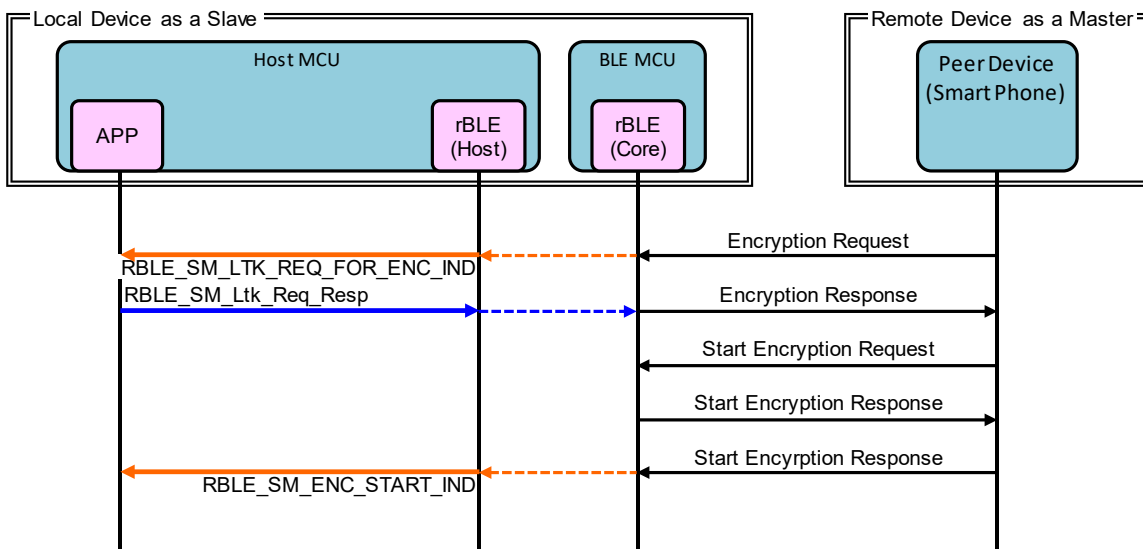 Local Device as a Slave
Remote Device as a Master
Host MCU
BLE MCU
Peer Device
(Smart Phone)
APP
rBLE
(Host)
rBLE
(Core)
Encryption Request
RBLE_SM_LTK_REQ_FOR_ENC_IND
RBLE_SM_Ltk_Req_Resp
Encryption Response
Start Encryption Request
Start Encryption Response
Start Encyrption Response
RBLE_SM_ENC_START_IND